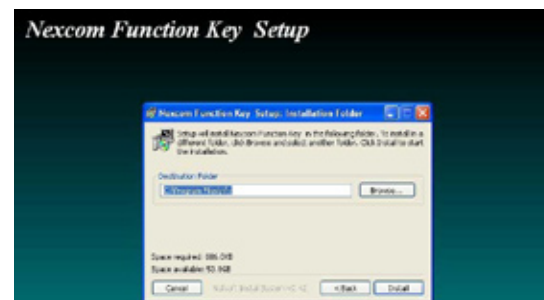 Nexcom Function Key Setup
Nexcom Function Key Setup: Installation Folder
Setup will install Nexcom Function Key in the following folder. To install in a
different folder, click Browse and select another folder. Click Install to start
the installation.
Destination Folder
Browse...
Space required:
Space available:
Cancel
< Back
Install